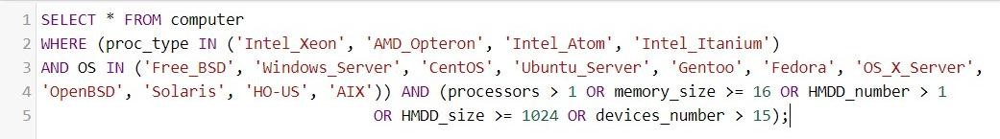 1 SELECT * FROM computer
2 WHERE (proc_type IN ('Intel_Xeon', 'AMD_Opteron', 'Intel_Atom', 'Intel_Itanium')
3 AND OS IN ('Free_BSD', 'Windows_Server', 'CentOS', 'Ubuntu_Server', 'Gentoo', 'Fedora', 'OS_X_Server',
4 'OpenBSD', 'Solaris', 'HO-US', 'AIX')) AND (processors > 1 OR memory_size >= 16 OR HMDD_number > 1
5 OR HMDD_size >= 1024 OR devices_number > 15);